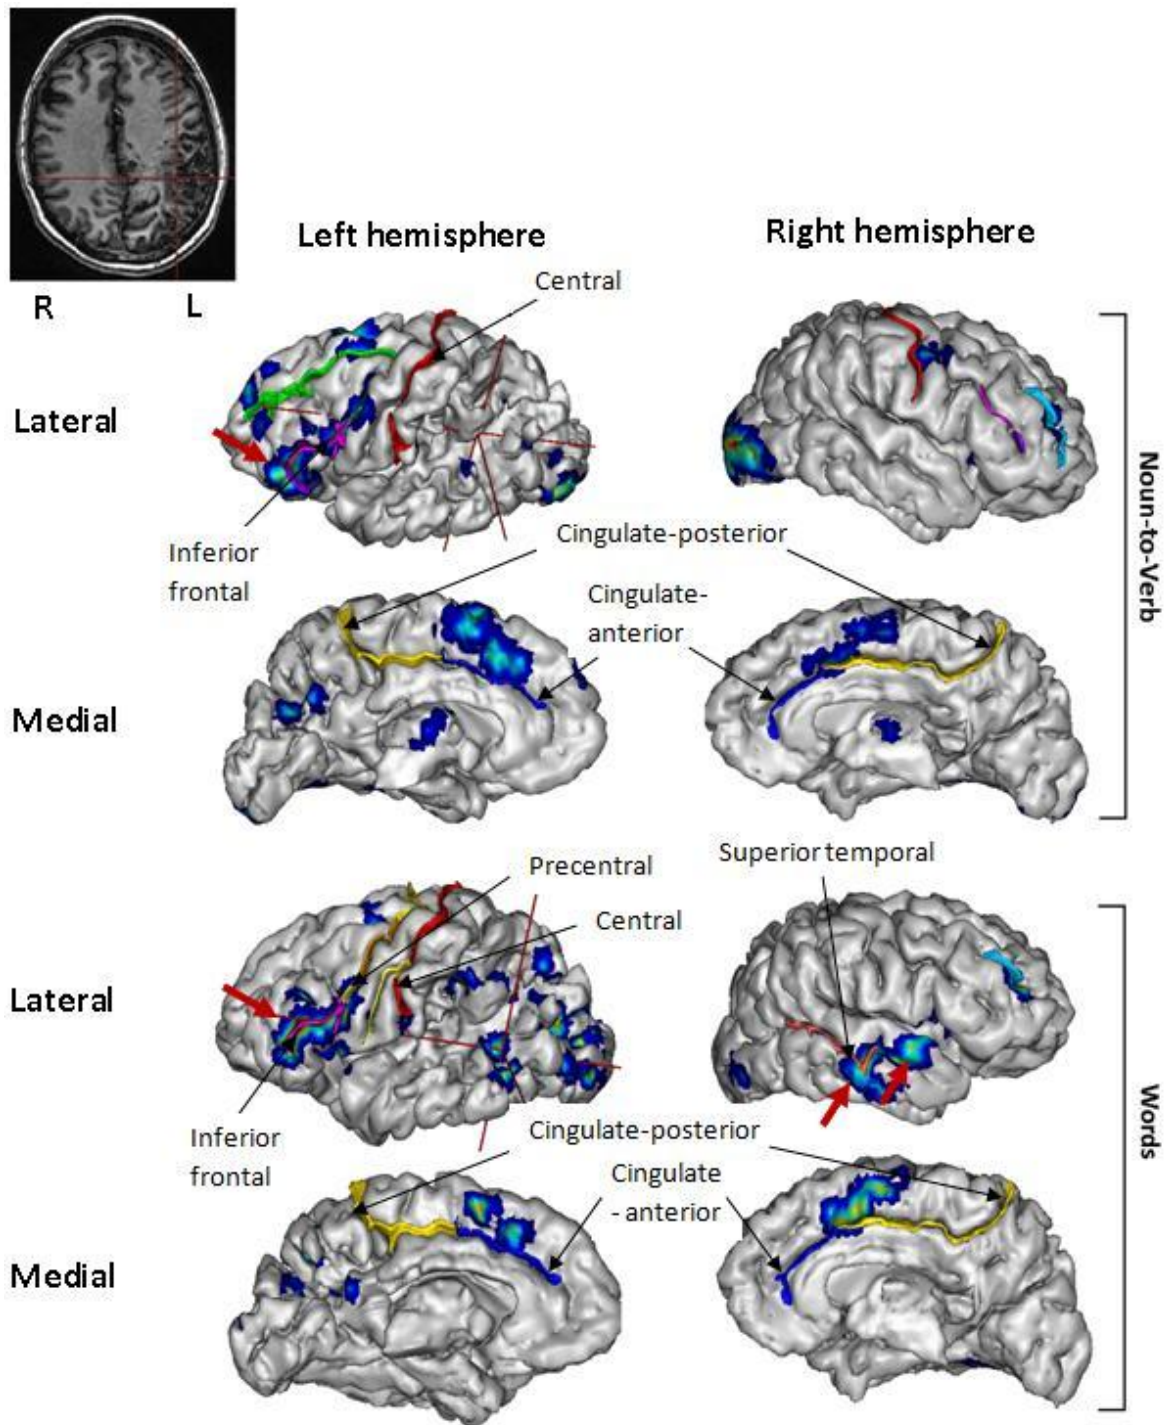 R
L
Left hemisphere
Right hemisphere
Central
Lateral
Inferior
frontal
Cingulate-posterior
Cingulate-
anterior
Medial
Noun-to-Verb
Precentral
Superior temporal
Central
Lateral
Inferior
frontal
Cingulate-posterior
Cingulate
- anterior
Medial
Words